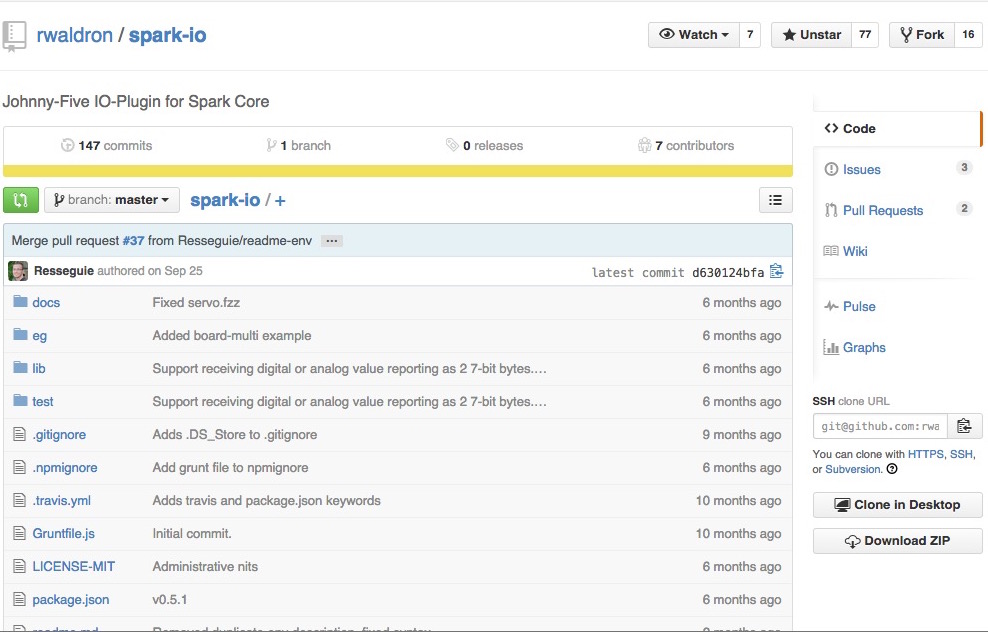 rwaldron / spark-io
Watch 7 Unstar 77 Fork 16
Johnny-Five IO-Plugin for Spark Core
147 commits 1 branch 0 releases 7 contributors
branch: master spark-io / +
Merge pull request #37 from Resseguie/readme-env ...
Resseguie authored on Sep 25 latest commit d630124bfa
docs Fixed servo.fzz 6 months ago
eg Added board-multi example 6 months ago
lib Support receiving digital or analog value reporting as 2 7-bit bytes.… 6 months ago
test Support receiving digital or analog value reporting as 2 7-bit bytes.… 6 months ago
.gitignore Adds .DS_Store to .gitignore 9 months ago
.npmignore Add grunt file to npmignore 6 months ago
.travis.yml Adds travis and package.json keywords 10 months ago
Gruntfile.js Initial commit. 10 months ago
LICENSE-MIT Administrative nits 6 months ago
package.json v0.5.1 6 months ago
Code
Issues 3
Pull Requests 2
Wiki
Pulse
Graphs
SSH clone URL
git@github.com:rwa
You can clone with HTTPS, SSH,
or Subversion.
Clone in Desktop
Download ZIP